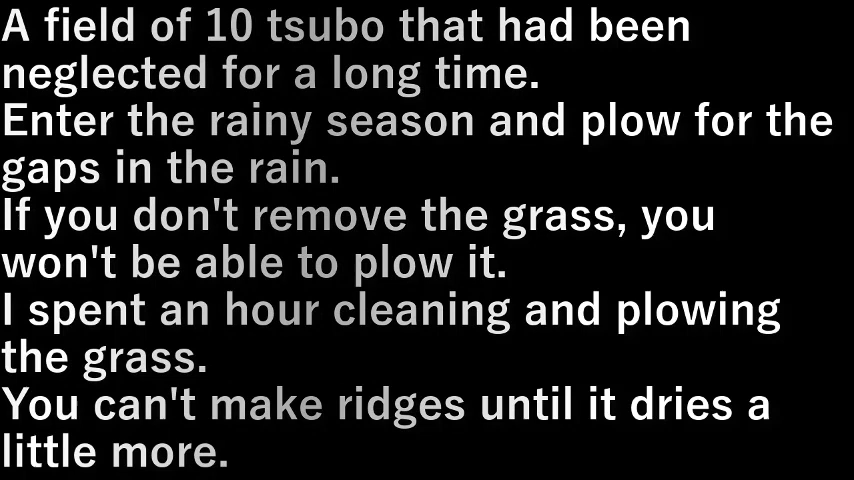 A field of 10 tsubo that had been
neglected for a long time.
Enter the rainy season and plow for the
gaps in the rain.
If you don't remove the grass, you
won't be able to plow it.
I spent an hour cleaning and plowing
the grass.
You can't make ridges until it dries a
little more.